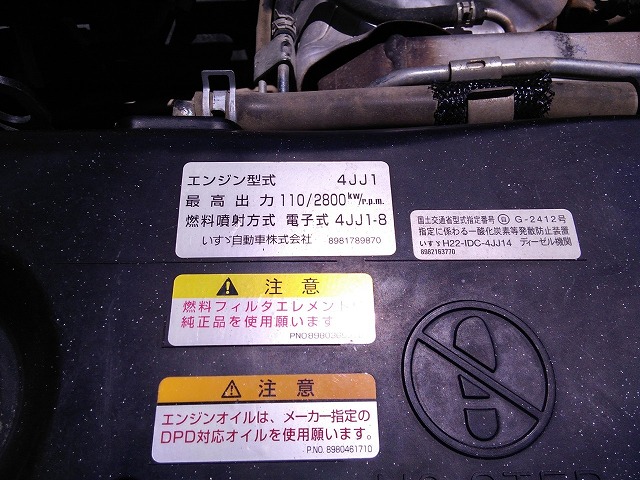 エンジン型式 4JJ1
最高出力 110/2800kw/r.p.m.
燃料噴射方式 電子式 4JJ1-8
いすゞ自動車株式会社 8981789870
国土交通省型式指定番号 自 G-2412号
指定に係わる一酸化炭素等発散防止装置
いすゞH22-IDC-4JJ14 ディーゼル機関
8982163770
注意
燃料フィルタエレメント
純正品を使用願います
注意
エンジンオイルは、メーカー指定の
DPD対応オイルを使用願います。
P.NO. 8980461710